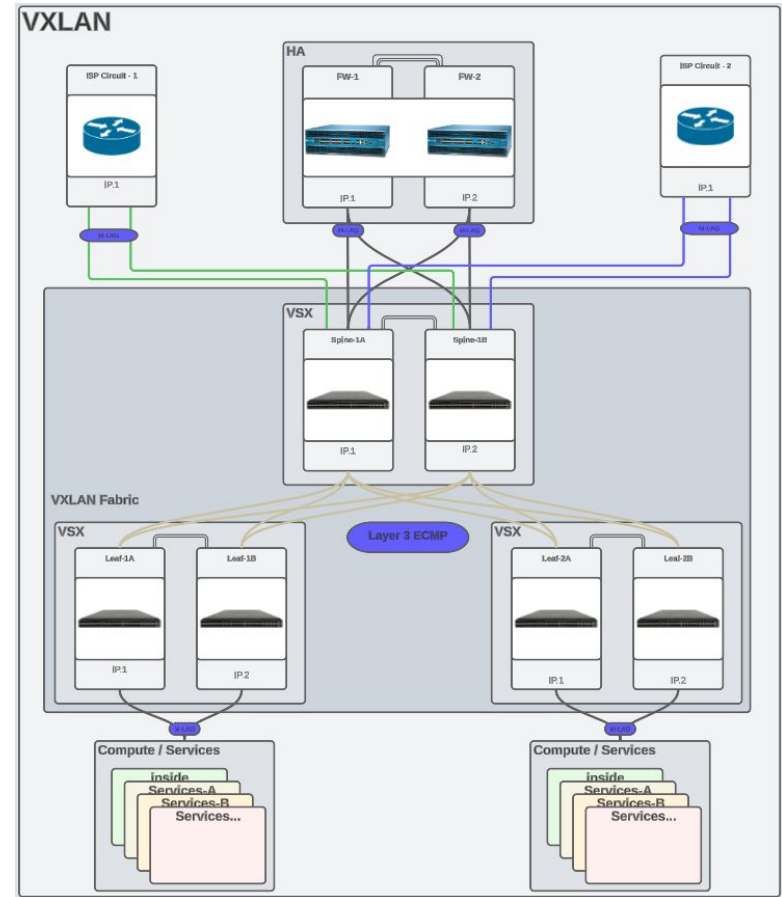 VXLAN
HA
ISP Circuit - 1
FW-1
FW-2
ISP Circuit - 2
IP.1
IP.1
IP.2
IP.1
M-LAG
M-LAG
M-LAG
M-LAG
VSX
Spine-1A
Spine-1B
IP.1
IP.2
VXLAN Fabric
VSX
Layer 3 ECMP
VSX
Leaf-1A
Leaf-1B
Leaf-2A
Leaf-2B
IP.1
IP.2
IP.1
IP.2
M-LAG
M-LAG
Compute / Services
inside
Services-A
Services-B
Services...
Compute / Services
inside
Services-A
Services-B
Services...